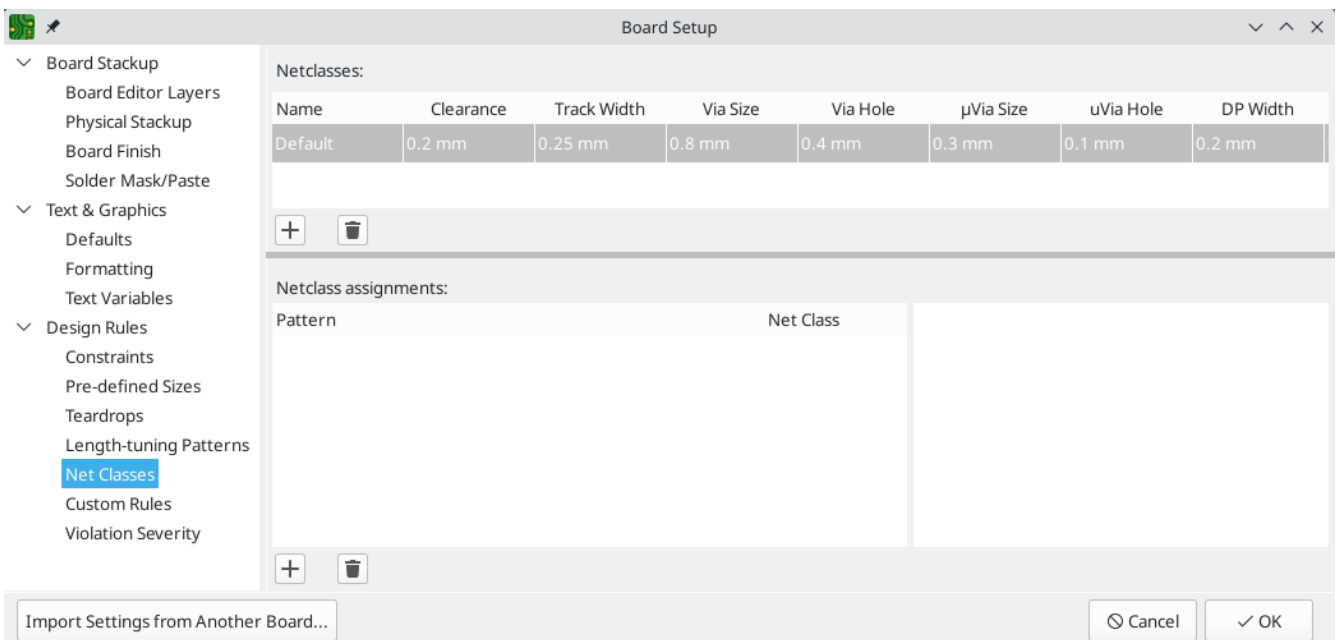 Board Setup
Board Stackup
Board Editor Layers
Physical Stackup
Board Finish
Solder Mask/Paste
Text & Graphics
Defaults
Formatting
Text Variables
Design Rules
Constraints
Pre-defined Sizes
Teardrops
Length-tuning Patterns
Net Classes
Custom Rules
Violation Severity
Netclasses:
Name Clearance Track Width Via Size Via Hole µVia Size uVia Hole DP Width
Default 0.2 mm 0.25 mm 0.8 mm 0.4 mm 0.3 mm 0.1 mm 0.2 mm
Netclass assignments:
Pattern Net Class
Import Settings from Another Board... Cancel OK